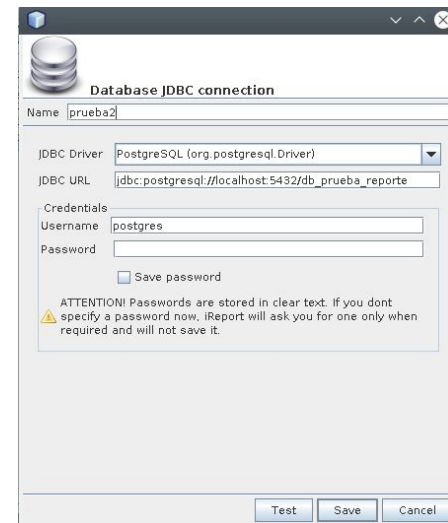 Database JDBC connection
Name prueba2
JDBC Driver PostgreSQL (org.postgresql.Driver)
JDBC URL jdbc:postgresql://localhost:5432/db_prueba_reporte
Credentials
Username postgres
Password
Save password
ATTENTION! Passwords are stored in clear text. If you dont
specify a password now, iReport will ask you for one only when
required and will not save it.
Test Save Cancel